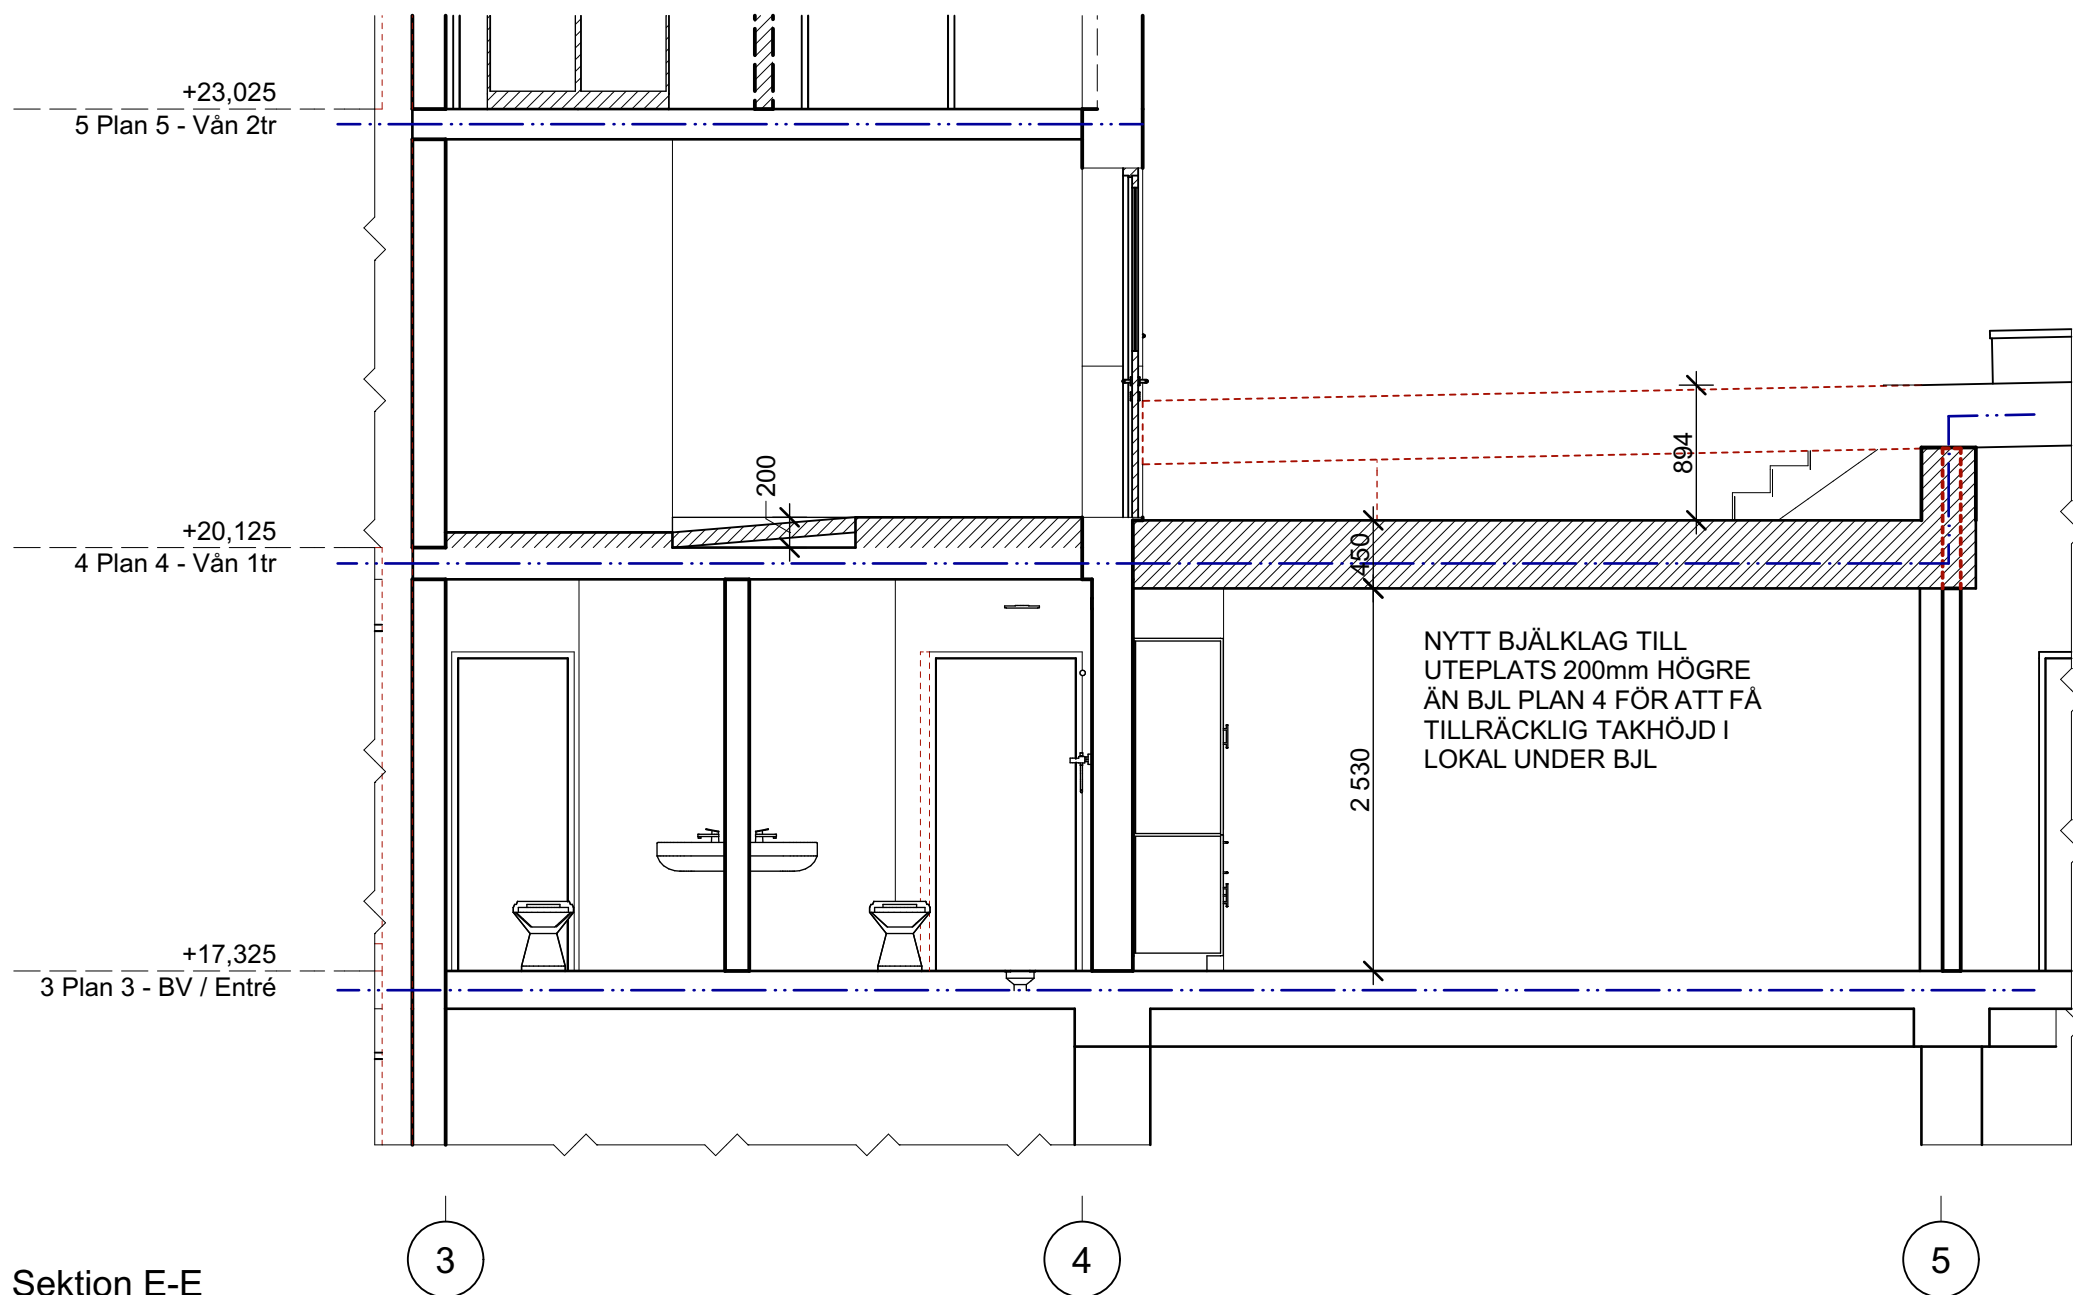 +23,025
5 Plan 5 - Vån 2tr
894
200
+20,125
4 Plan 4 - Vån 1tr
450
NYTT BJÄLKLAG TILL
UTEPLATS 200mm HÖGRE
ÄN BJL PLAN 4 FÖR ATT FÅ
TILLRÄCKLIG TAKHÖJD I
LOKAL UNDER BJL
2 530
+17,325
3 Plan 3 - BV / Entré
3
4
5
Sektion E-E